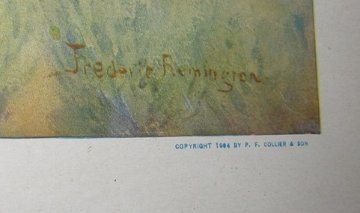 Frederic Remington
COPYRIGHT 1904 BY P. F. COLLIER & SON